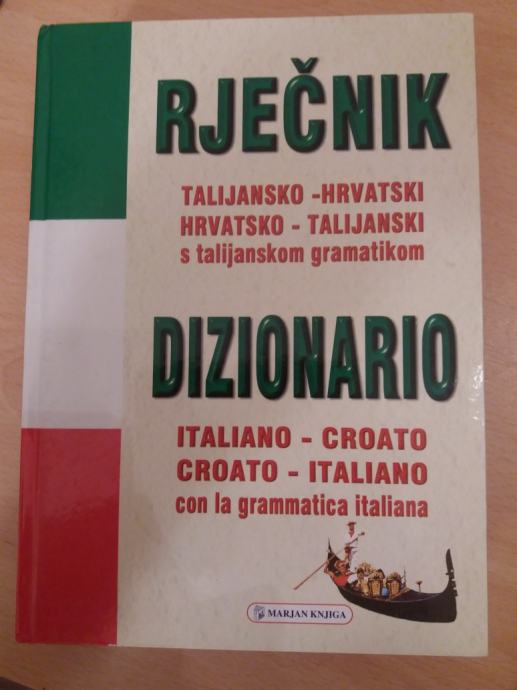 RJEČNIK
TALIJANSKO -HRVATSKI
HRVATSKO - TALIJANSKI
s talijanskom gramatikom
DIZIONARIO
ITALIANO - CROATO
CROATO - ITALIANO
con la grammatica italiana
MARJAN KNJIGA